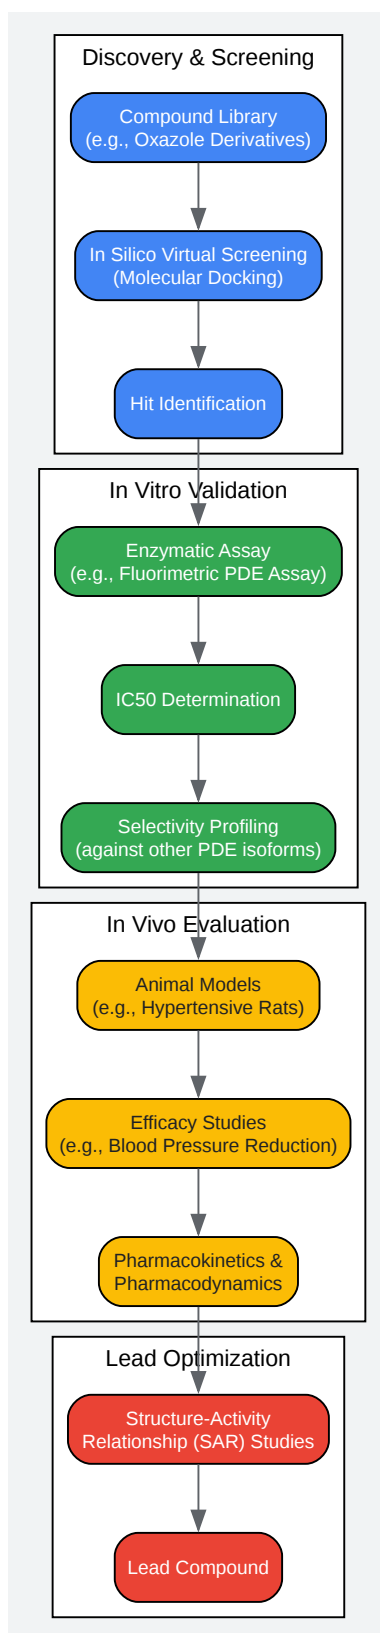 Discovery & Screening
Compound Library
(e.g., Oxazole Derivatives)
In Silico Virtual Screening
(Molecular Docking)
Hit Identification
In Vitro Validation
Enzymatic Assay
(e.g., Fluorimetric PDE Assay)
IC50 Determination
Selectivity Profiling
(against other PDE isoforms)
In Vivo Evaluation
Animal Models
(e.g., Hypertensive Rats)
Efficacy Studies
(e.g., Blood Pressure Reduction)
Pharmacokinetics &
Pharmacodynamics
Lead Optimization
Structure-Activity
Relationship (SAR) Studies
Lead Compound